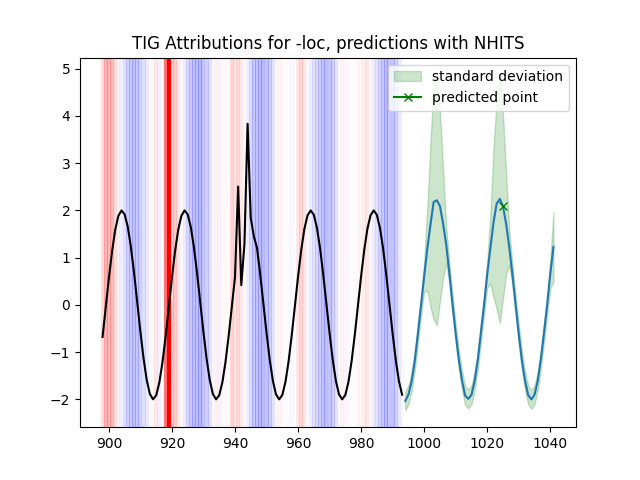 TIG Attributions for -loc, predictions with NHITS
5
4
3
2
1
0
−1
−2
standard deviation
predicted point
900 920 940 960 980 1000 1020 1040